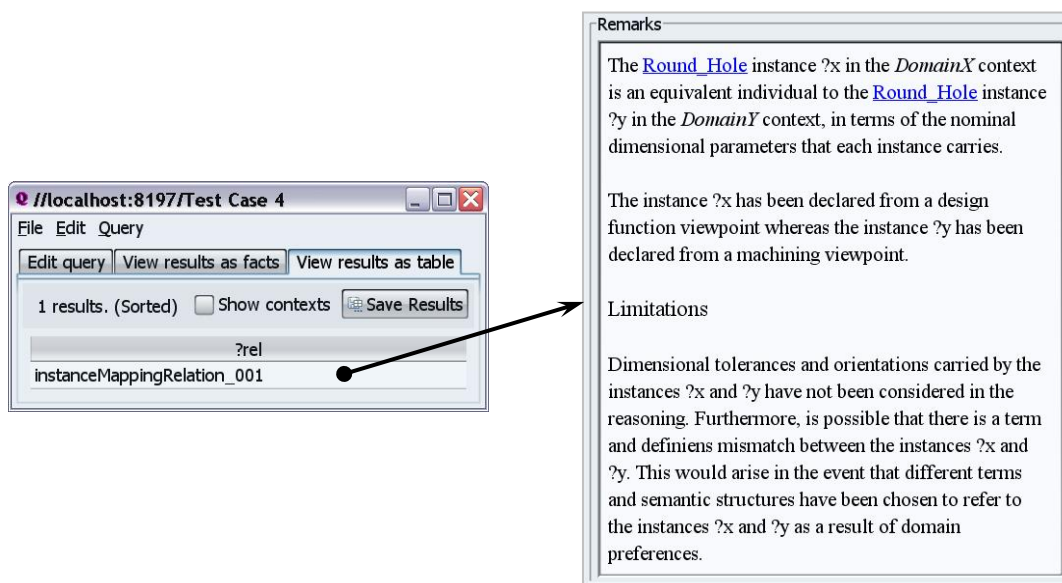 //localhost:8197/Test Case 4
File Edit Query
Edit query View results as facts View results as table
1 results. (Sorted) Show contexts Save Results
?rel
instanceMappingRelation_001
Remarks
The Round_Hole instance ?x in the DomainX context
is an equivalent individual to the Round_Hole instance
?y in the DomainY context, in terms of the nominal
dimensional parameters that each instance carries.
The instance ?x has been declared from a design
function viewpoint whereas the instance ?y has been
declared from a machining viewpoint.
Limitations
Dimensional tolerances and orientations carried by the
instances ?x and ?y have not been considered in the
reasoning. Furthermore, is possible that there is a term
and definiens mismatch between the instances ?x and
?y. This would arise in the event that different terms
and semantic structures have been chosen to refer to
the instances ?x and ?y as a result of domain
preferences.